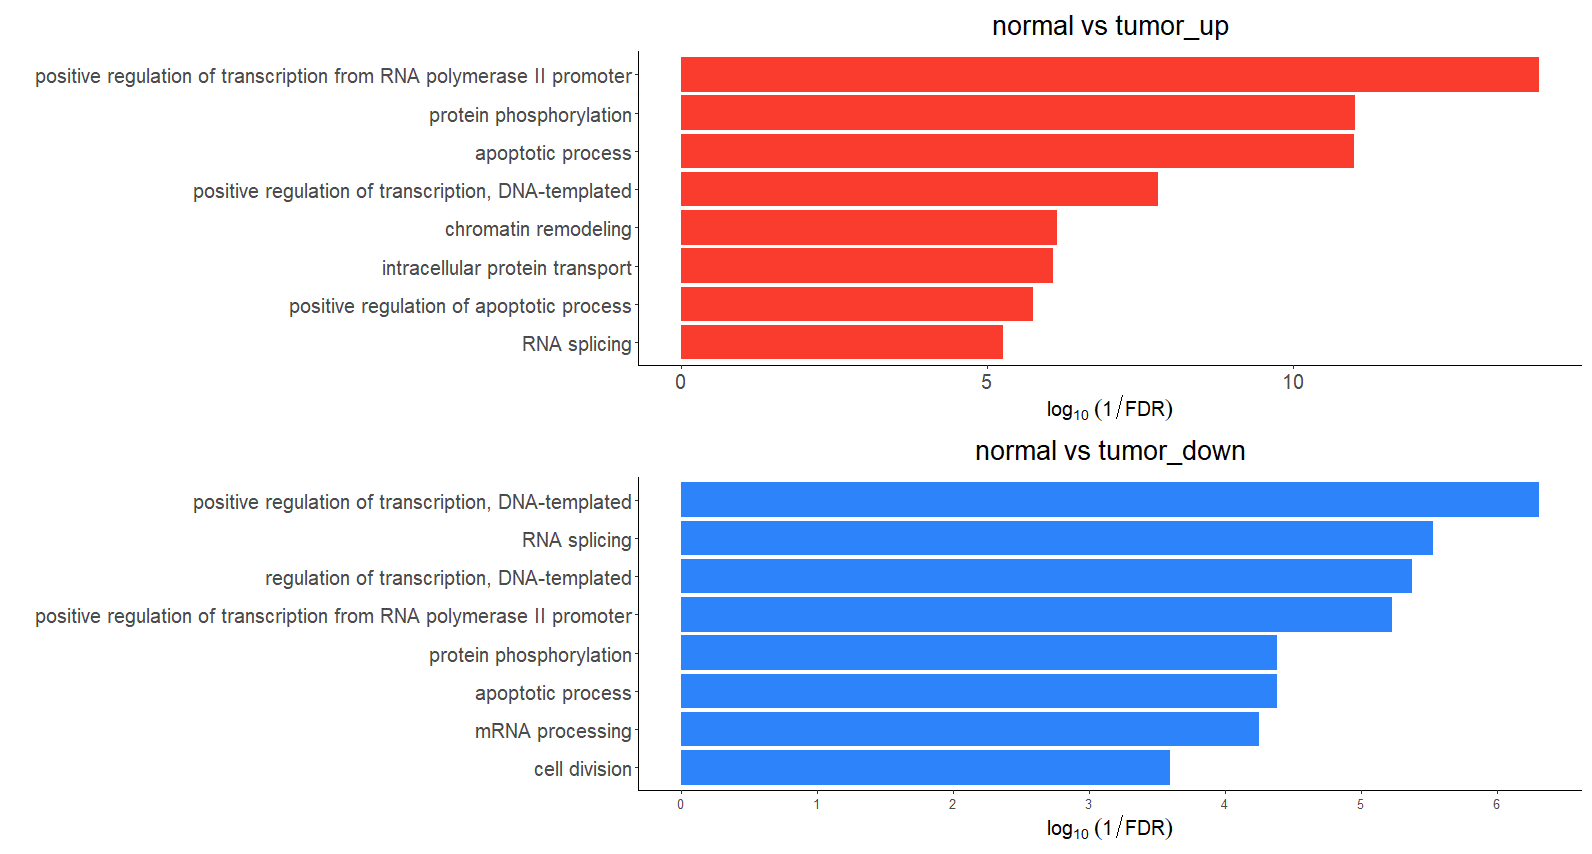 normal vs tumor_up
positive regulation of transcription from RNA polymerase II promoter
protein phosphorylation
apoptotic process
positive regulation of transcription, DNA-templated
chromatin remodeling
intracellular protein transport
positive regulation of apoptotic process
RNA splicing
0 5 10
log₁₀ (1/FDR)
normal vs tumor_down
positive regulation of transcription, DNA-templated
RNA splicing
regulation of transcription, DNA-templated
positive regulation of transcription from RNA polymerase II promoter
protein phosphorylation
apoptotic process
mRNA processing
cell division
0 1 2 3 4 5 6
log₁₀ (1/FDR)